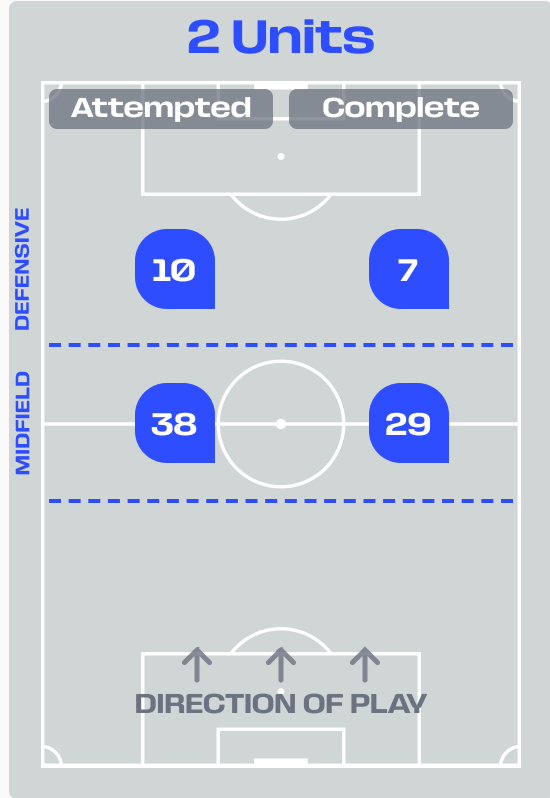 2 Units
Attempted Complete
DEFENSIVE
10 7
MIDFIELD
38 29
DIRECTION OF PLAY